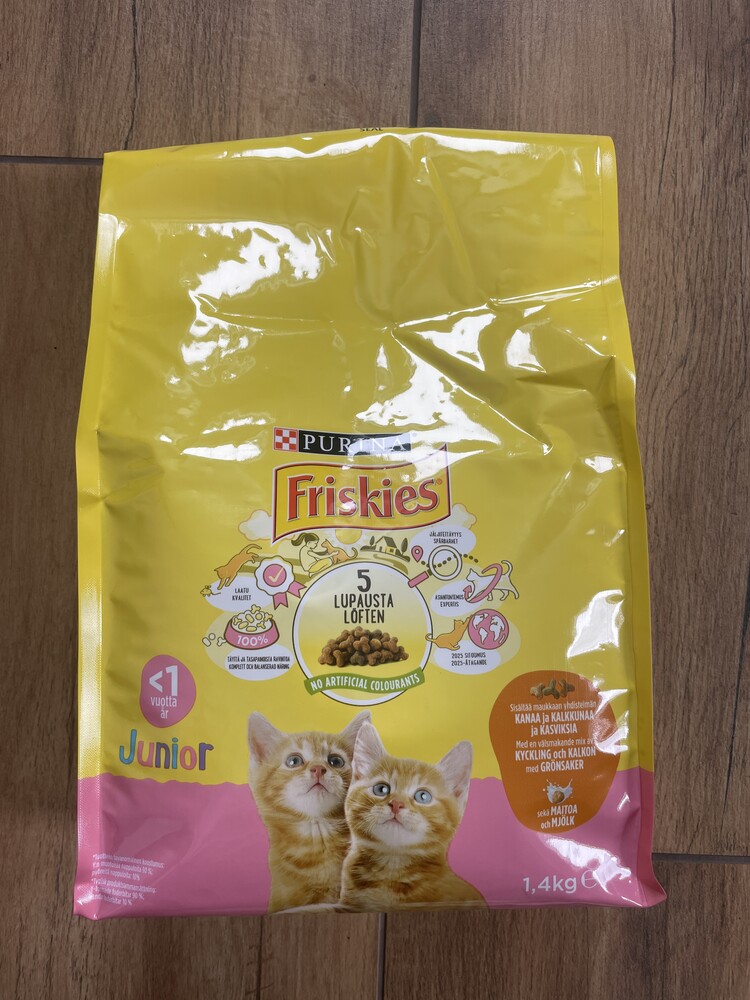 SEAL
PURINA
Friskies
JÄLJITETTÄVYYS
SPÅRBARHET
LAATU
KVALITET
5
LUPAUSTA
LÖFTEN
ASIANTUNTEMUS
EXPERTIS
100%
TÄYTTÄ JA TASAPAINOISTA RAVINTOA
KOMPLETT OCH BALANSERAD NÄRING
2025 SITOUMUS
2025-ÅTAGANDE
NO ARTIFICIAL COLOURANTS
<1
vuotta
år
Junior
Sisältää maukkaan yhdistelmän
KANAA ja KALKKUNAA
ja KASVIKSIA
Med en välsmakande mix av
KYCKLING och KALKON
med GRÖNSAKER
sekä MAITOA
och MJÖLK
1,4kg e